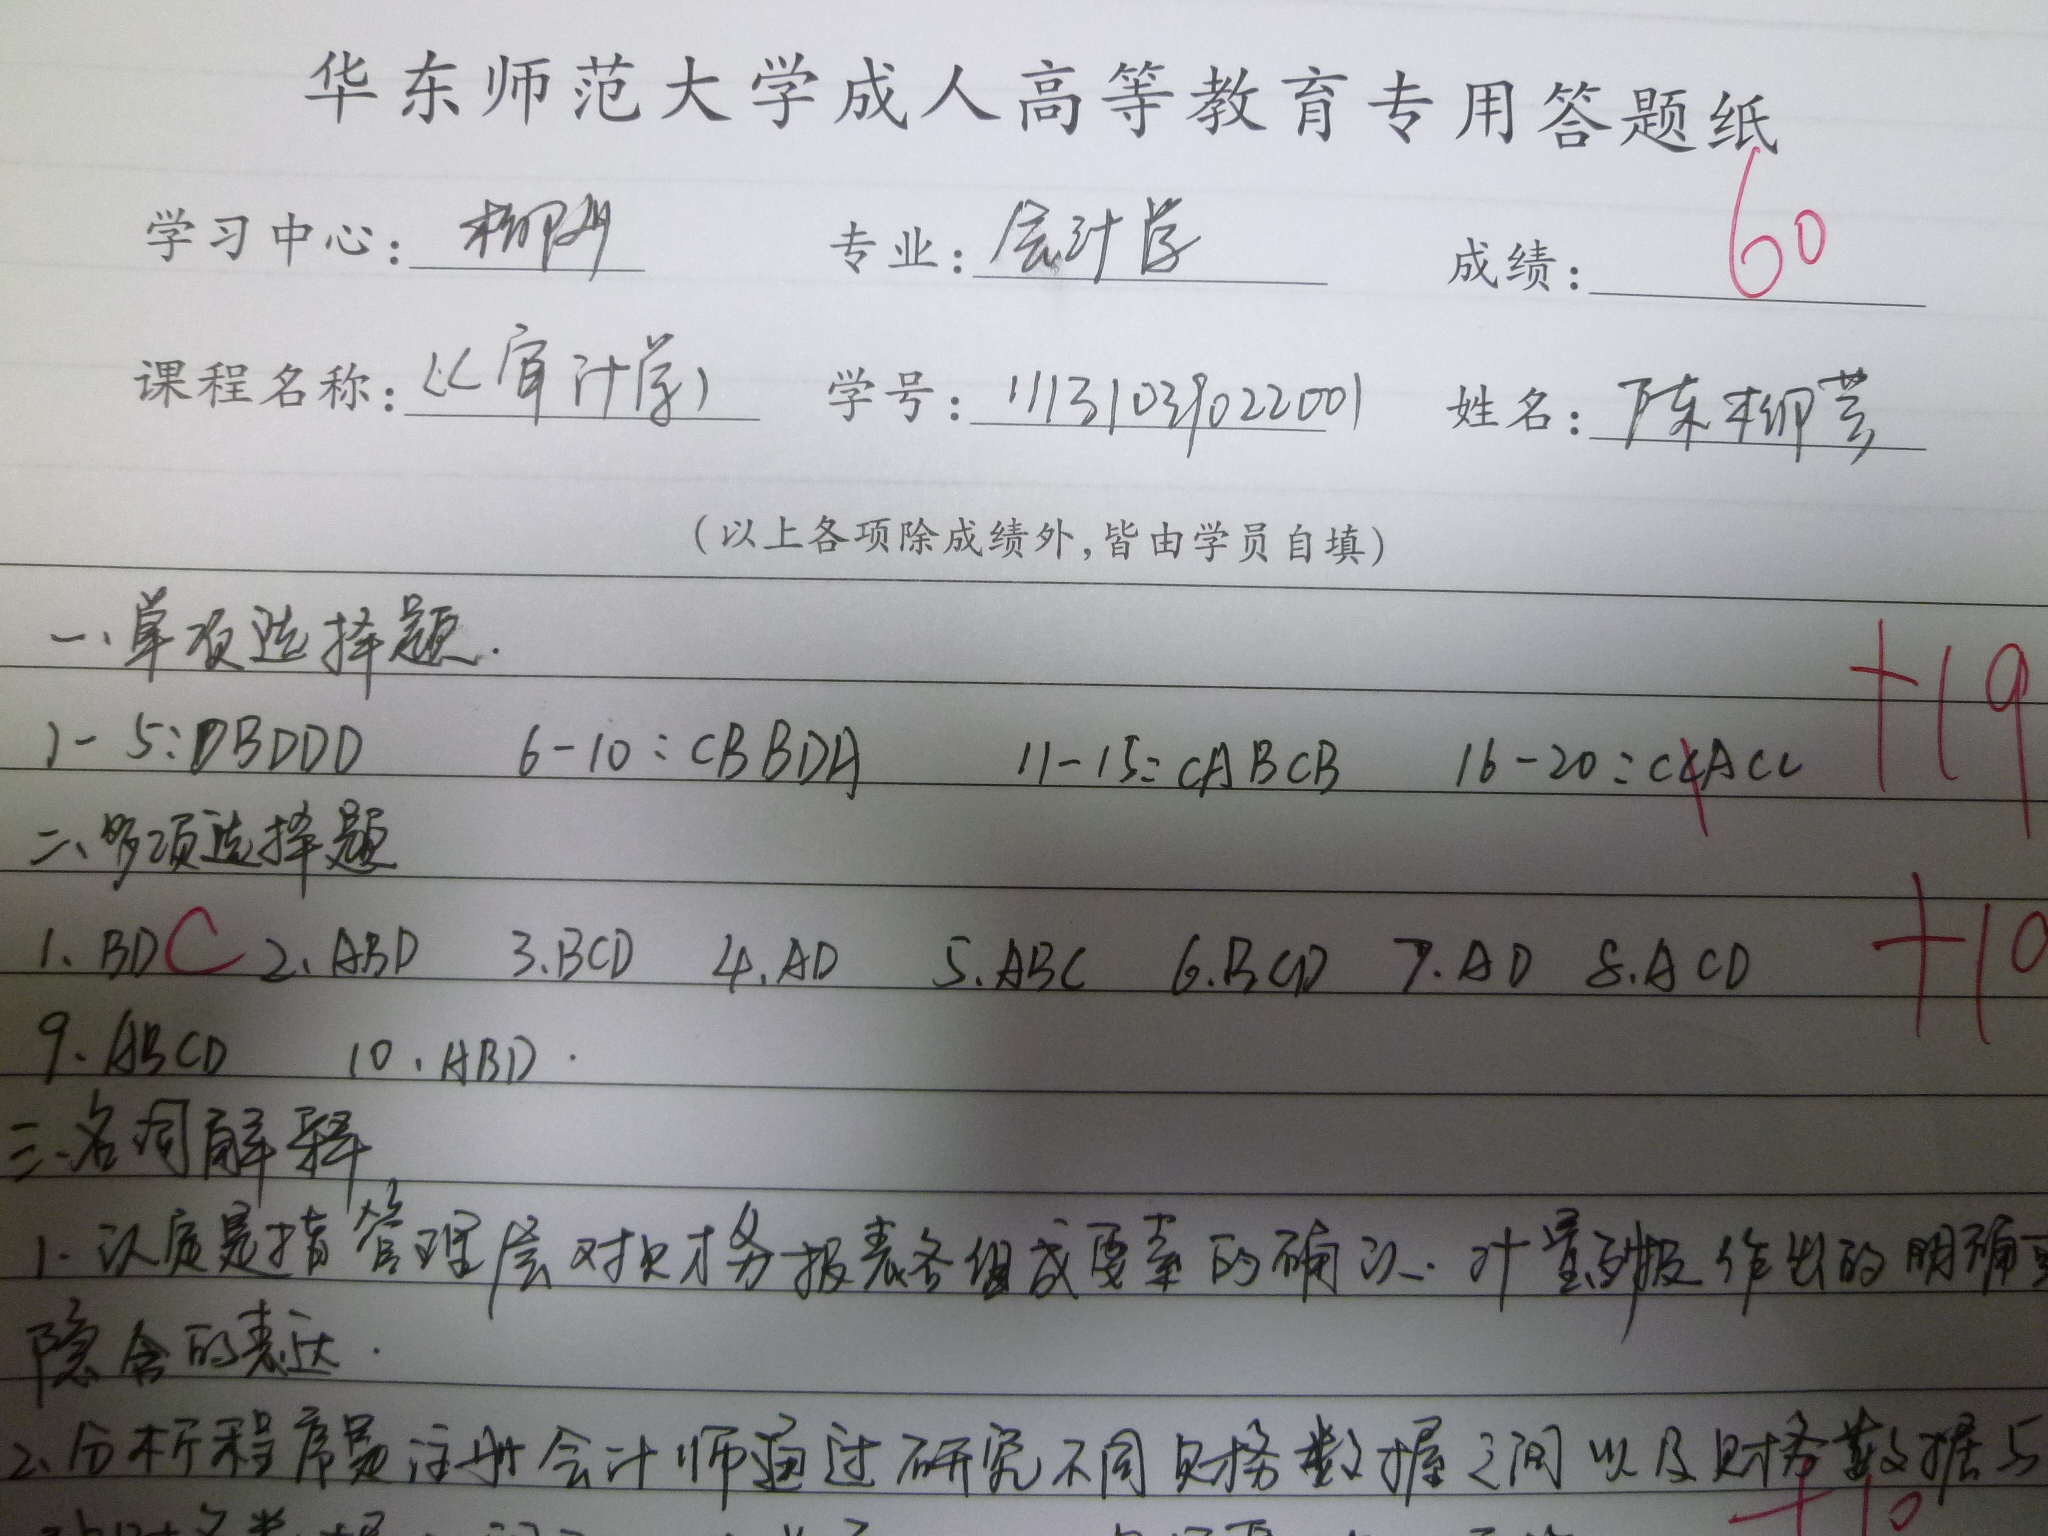 华东师范大学成人高等教育专用答题纸
学习中心: 柳州 专业: 会计学 成绩: 60
课程名称: 《审计学》 学号: 11131039022001 姓名: 陈柳芸
(以上各项除成绩外,皆由学员自填)
一、单项选择题.
1-5:DBDDD 6-10:CBBDA 11-15:CABCB 16-20:CCACC +19
二、多项选择题
1. BD C 2. ABD 3. BCD 4. AD 5. ABC 6. BCD 7. AD 8. ACD +10
9. ABCD 10. ABD.
三.名词解释
1. 认定是指管理层对财务报表各组成要素的确认.计量列报作出的明确或
隐含的表达.
2.分析程序是注册会计师通过研究不同财务数据之间以及财务数据与
+10